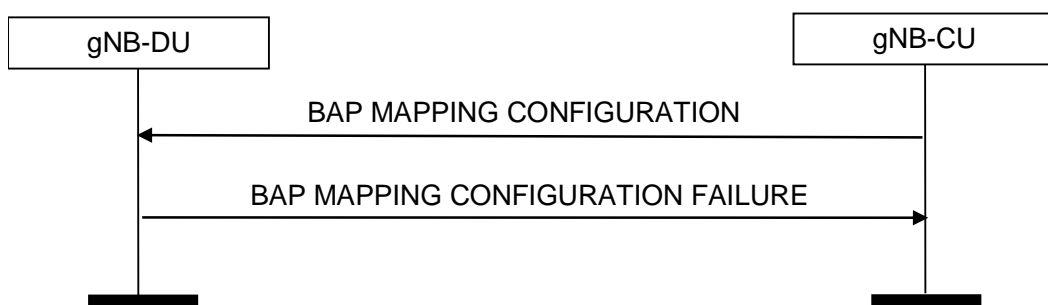 gNB-DU
gNB-CU
BAP MAPPING CONFIGURATION
BAP MAPPING CONFIGURATION FAILURE